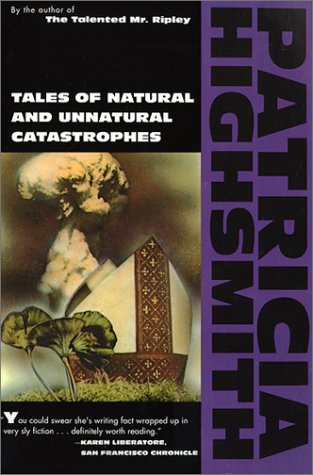 By the author of
The Talented Mr. Ripley
TALES OF NATURAL
AND UNNATURAL
CATASTROPHES
PATRICIA
HIGHSMITH
You could swear she's writing fact wrapped up in
very sly fiction . . . definitely worth reading."
—KAREN LIBERATORE,
SAN FRANCISCO CHRONICLE